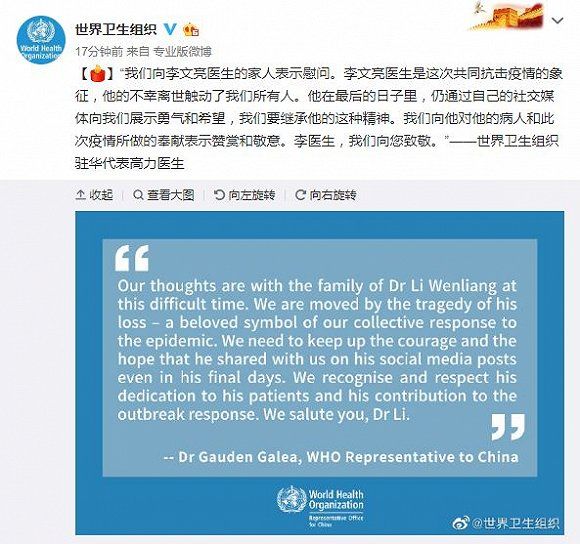 World Health
Organization
世界卫生组织
17分钟前 来自 专业版微博
【】“我们向李文亮医生的家人表示慰问。李文亮医生是这次共同抗击疫情的象
征，他的不幸离世触动了我们所有人。他在最后的日子里，仍通过自己的社交媒
体向我们展示勇气和希望，我们要继承他的这种精神。我们向他对他的病人和此
次疫情所做的奉献表示赞赏和敬意。李医生，我们向您致敬。”——世界卫生组织
驻华代表高力医生
收起 查看大图 向左旋转 向右旋转
“
Our thoughts are with the family of Dr Li Wenliang at
this difficult time. We are moved by the tragedy of his
loss – a beloved symbol of our collective response to
the epidemic. We need to keep up the courage and the
hope that he shared with us on his social media posts
even in his final days. We recognise and respect his
dedication to his patients and his contribution to the
outbreak response. We salute you, Dr Li.
”
-- Dr Gauden Galea, WHO Representative to China
World Health
Organization
Representative Office
for China
@世界卫生组织